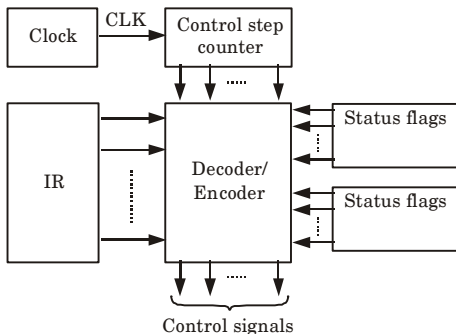 Clock
CLK
Control step
counter
IR
Decoder/
Encoder
Status flags
Status flags
Control signals